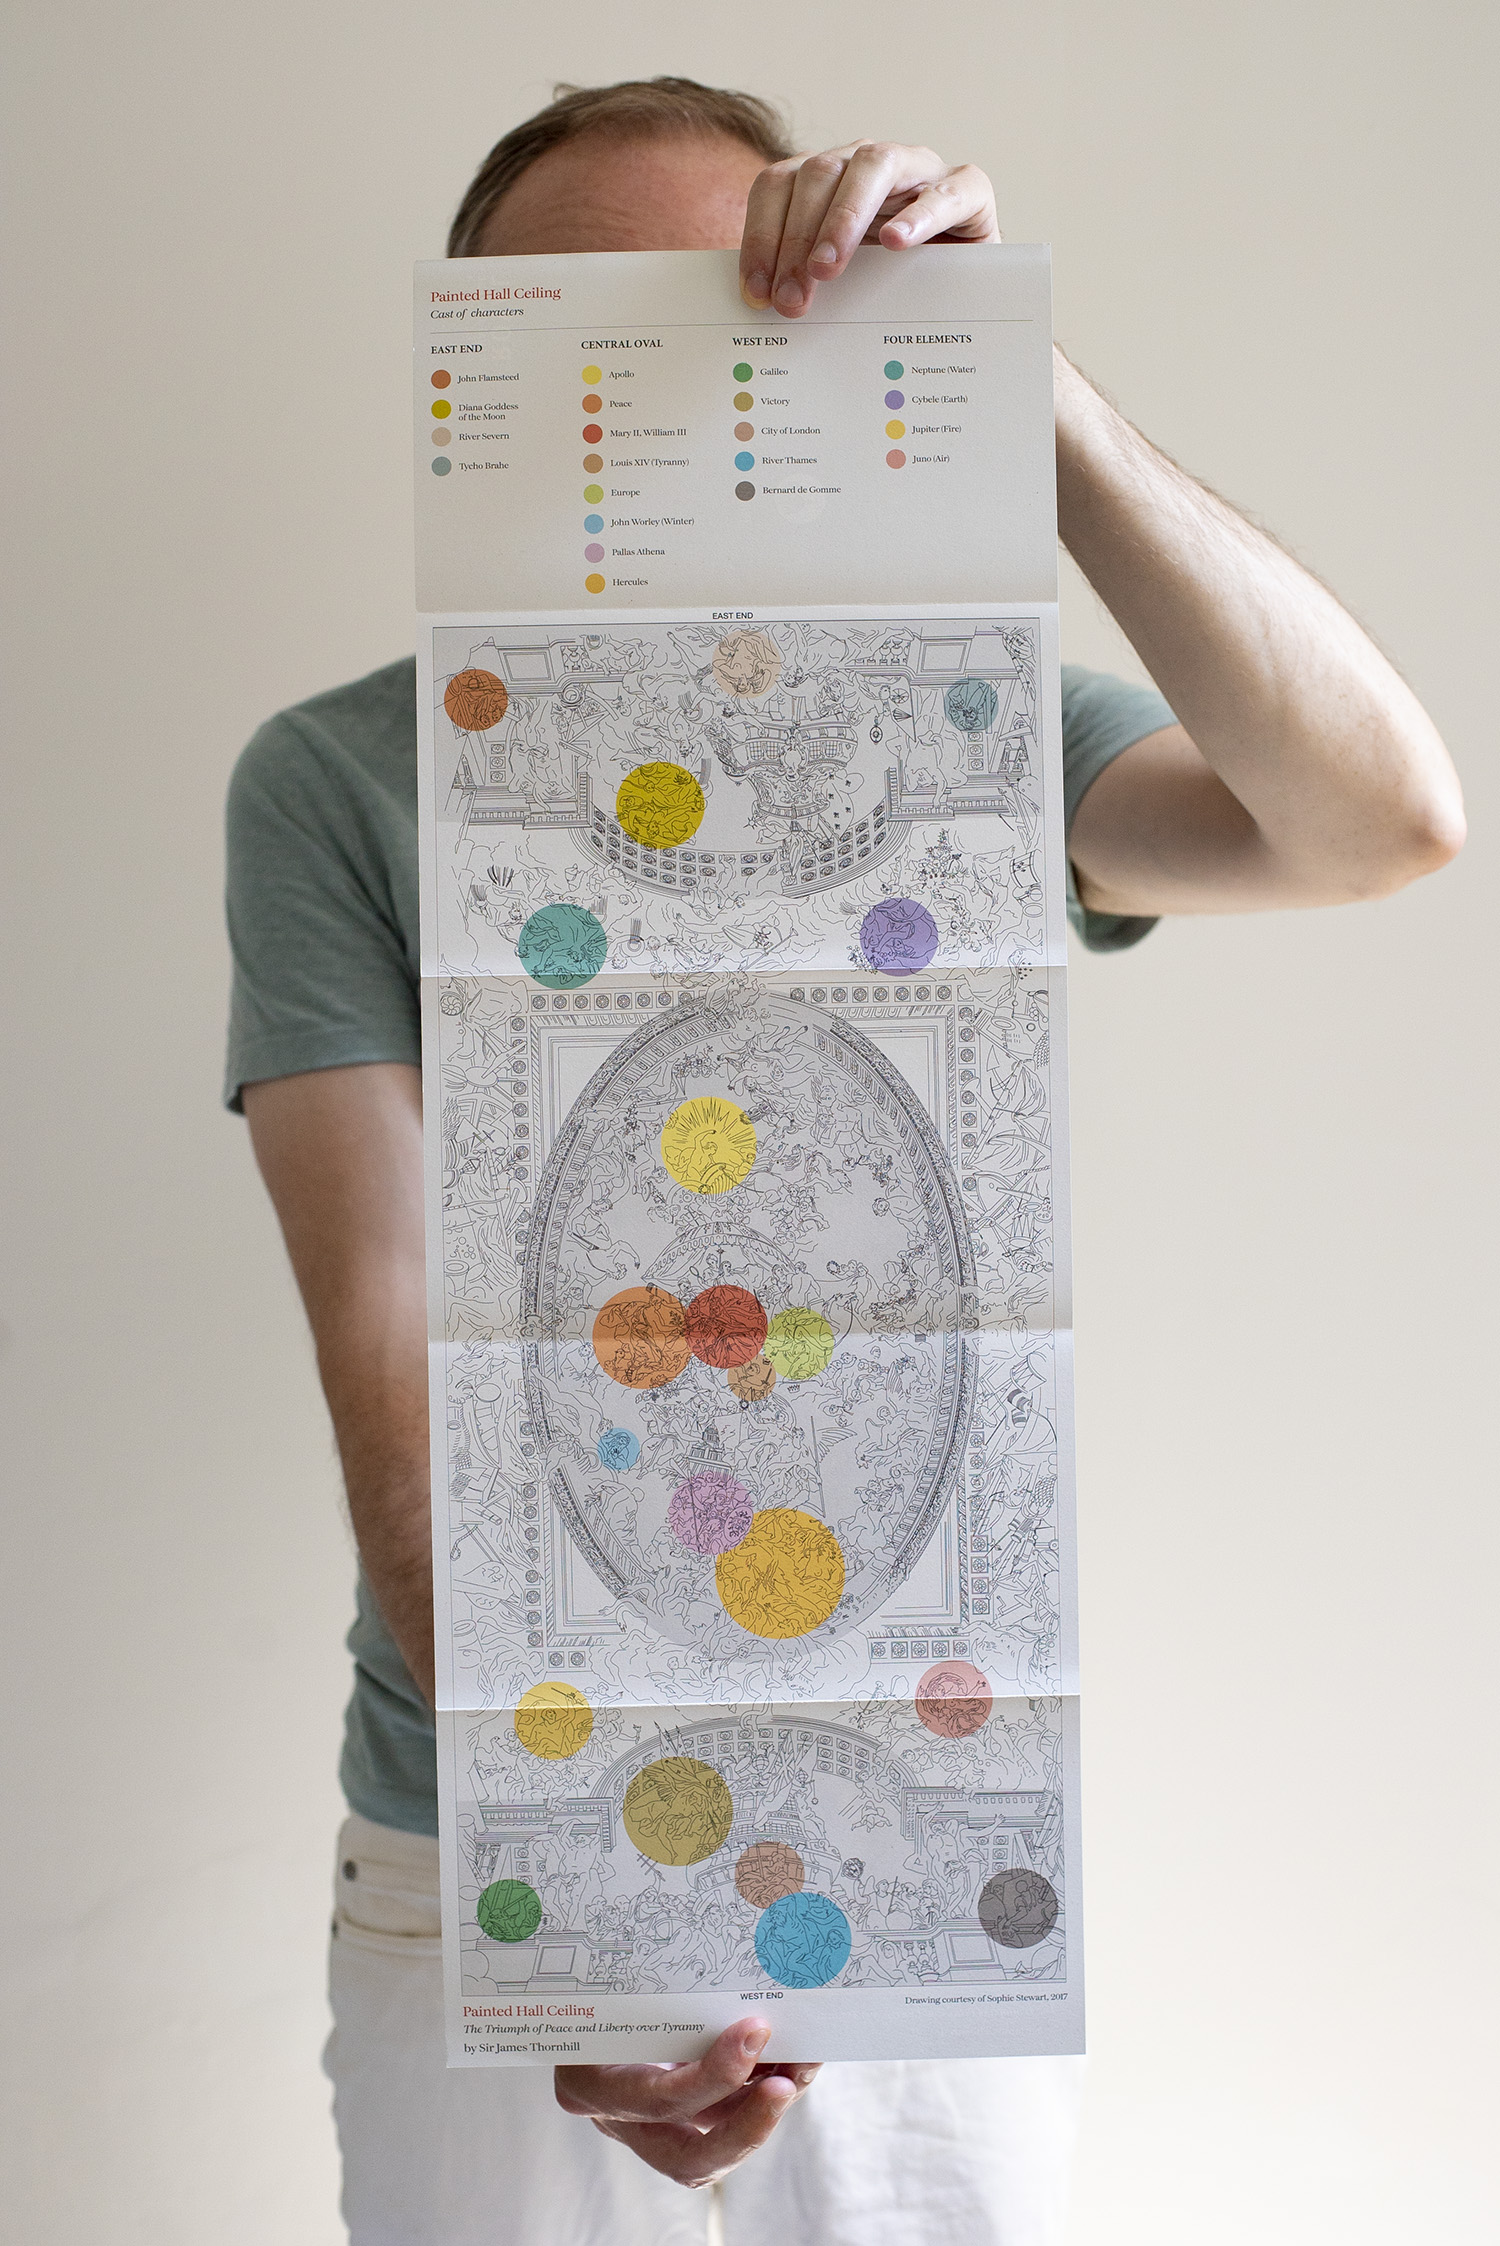 Painted Hall Ceiling
Cast of characters
EAST END
John Flamsteed
Diana Goddess
of the Moon
River Severn
Tycho Brahe
CENTRAL OVAL
Apollo
Peace
Mary II, William III
Louis XIV (Tyranny)
Europe
John Worley (Winter)
Pallas Athena
Hercules
WEST END
Galileo
Victory
City of London
River Thames
Bernard de Gomme
FOUR ELEMENTS
Neptune (Water)
Cybele (Earth)
Jupiter (Fire)
Juno (Air)
EAST END
WEST END
Drawing courtesy of Sophie Stewart, 2017
Painted Hall Ceiling
The Triumph of Peace and Liberty over Tyranny
by Sir James Thornhill